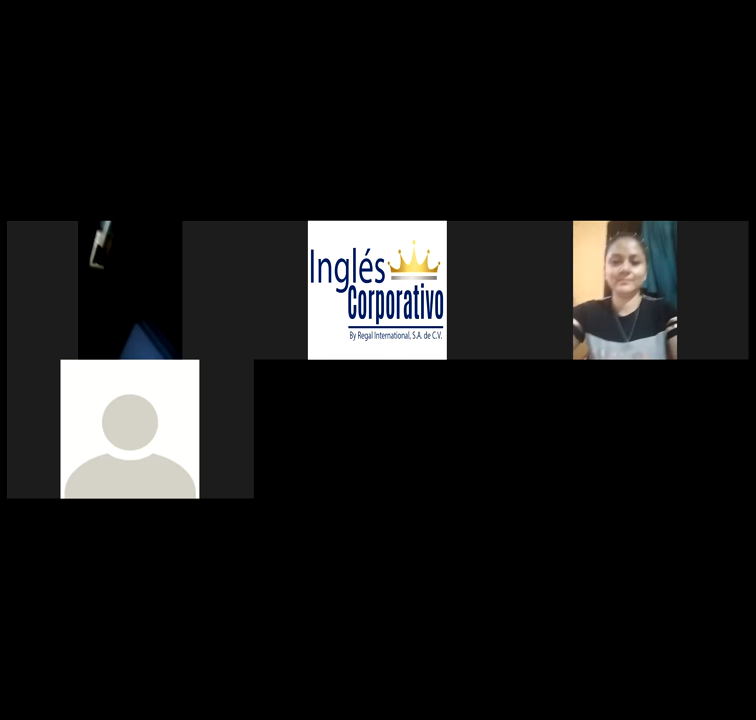 Inglés
Corporativo
By Regal International, S.A. de C.V.